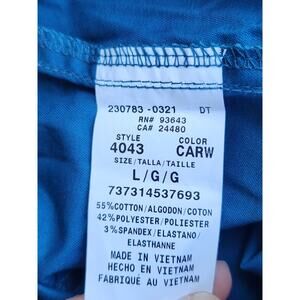 230783 -0321 DT
RN# 93643
CA# 24480
STYLE COLOR
4043 CARW
SIZE/TALLA/TAILLE
L/G/G
737314537693
55%COTTON/ALGODON/COTON
42%POLYESTER/POLIESTER
3%SPANDEX/ELASTANO/
ELASTHANNE
MADE IN VIETNAM
HECHO EN VIETNAM
FABRIQUÉ AU VIETNAM